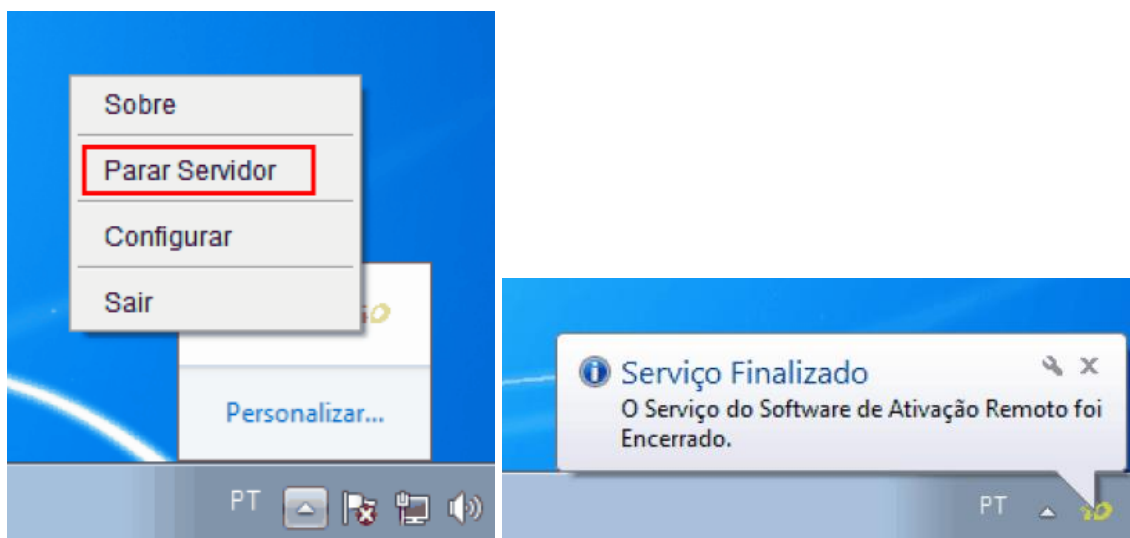 Sobre
Parar Servidor
Configurar
Sair
Personalizar...
PT
Serviço Finalizado
O Serviço do Software de Ativação Remoto foi
Encerrado.
PT